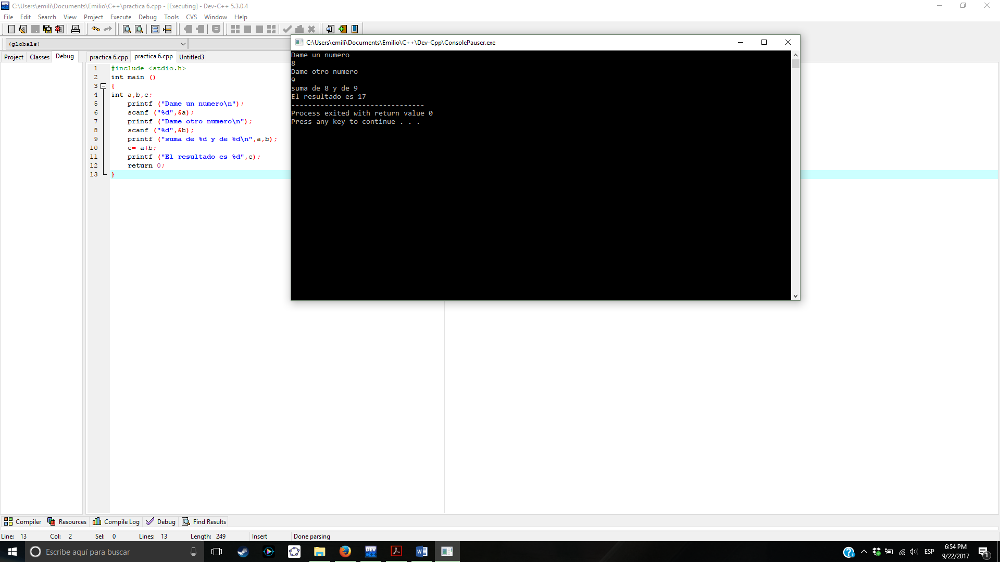 C:\Users\emili\Documents\Emilio\C++\practica 6.cpp - [Executing] - Dev-C++ 5.3.0.4
File Edit Search View Project Execute Debug Tools CVS Window Help
(globals)
Project Classes Debug
practica 6.cpp practica 6.cpp Untitled3
1 #include <stdio.h>
2 int main ()
3 {
4 int a,b,c;
5 printf ("Dame un numero\n");
6 scanf ("%d",&a);
7 printf ("Dame otro numero\n");
8 scanf ("%d",&b);
9 printf ("suma de %d y de %d\n",a,b);
10 c= a+b;
11 printf ("El resultado es %d",c);
12 return 0;
13 }
C:\Users\emili\Documents\Emilio\C++\Dev-Cpp\ConsolePauser.exe
Dame un numero
8
Dame otro numero
9
suma de 8 y de 9
El resultado es 17
--------------------------------
Process exited with return value 0
Press any key to continue . . .
Compiler Resources Compile Log Debug Find Results
Line: 13 Col: 2 Sel: 0 Lines: 13 Length: 249 Insert Done parsing
Escribe aquí para buscar
DEV
ESP
6:54 PM
9/22/2017
1